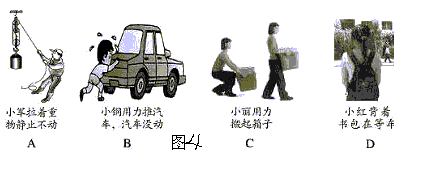 小军拉着重
物静止不动
A
小钢用力推汽
车、汽车没动
B
小丽用力
搬起箱子
C
小红背着
书包在等车
D
图4